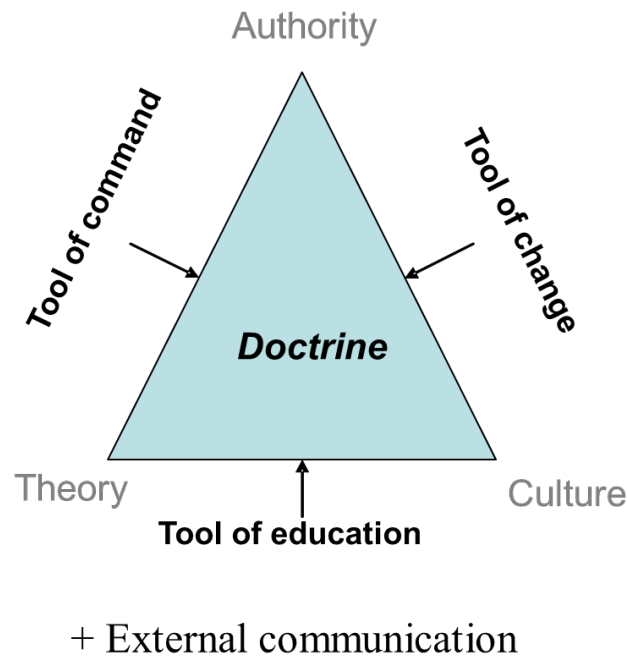 Authority
Tool of command
Tool of change
Doctrine
Theory
Culture
Tool of education
+ External communication